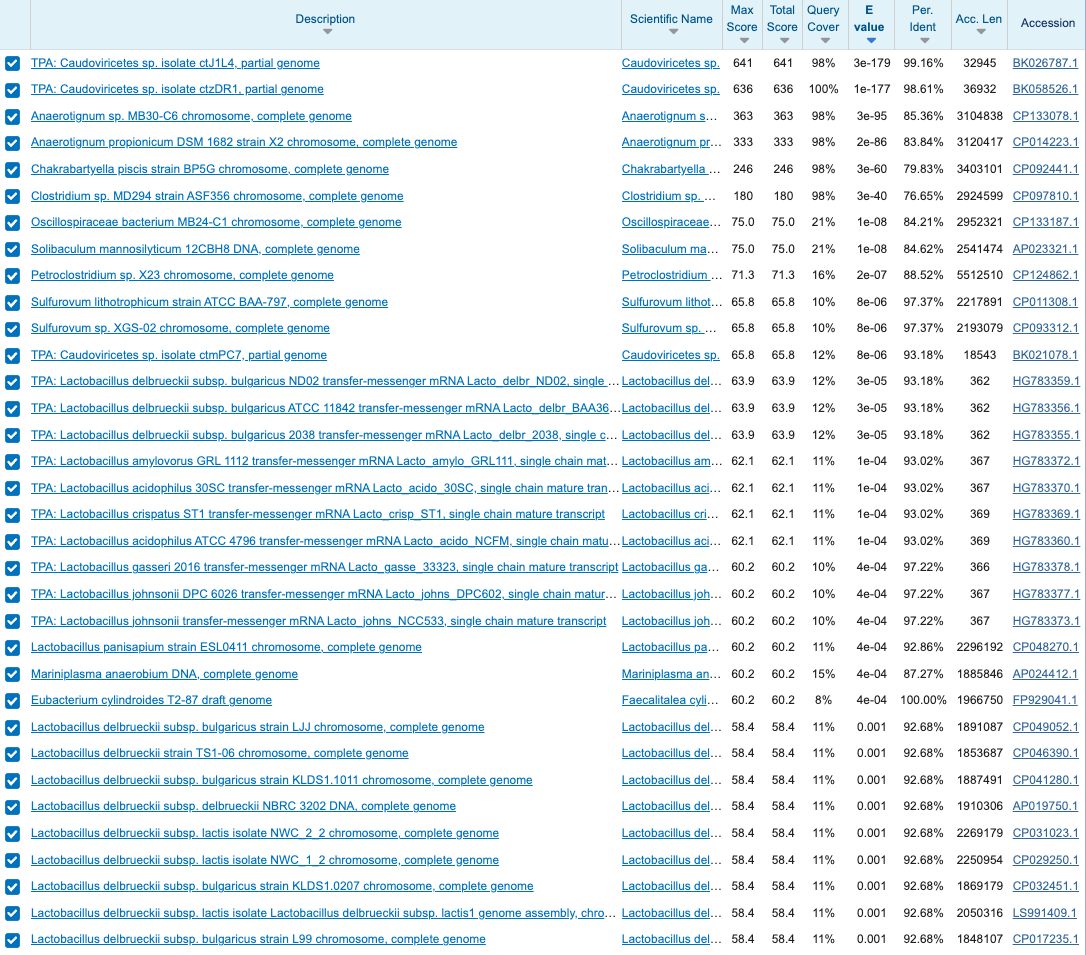 Description Scientific Name Max Score Total Score Query Cover E value Per. Ident Acc. Len Accession
TPA: Caudoviricetes sp. isolate ctJ1L4, partial genome Caudoviricetes sp. 641 641 98% 3e-179 99.16% 32945 BK026787.1
TPA: Caudoviricetes sp. isolate ctzDR1, partial genome Caudoviricetes sp. 636 636 100% 1e-177 98.61% 36932 BK058526.1
Anaerotignum sp. MB30-C6 chromosome, complete genome Anaerotignum s... 363 363 98% 3e-95 85.36% 3104838 CP133078.1
Anaerotignum propionicum DSM 1682 strain X2 chromosome, complete genome Anaerotignum pr... 333 333 98% 2e-86 83.84% 3120417 CP014223.1
Chakrabartyella piscis strain BP5G chromosome, complete genome Chakrabartyella ... 246 246 98% 3e-60 79.83% 3403101 CP092441.1
Clostridium sp. MD294 strain ASF356 chromosome, complete genome Clostridium sp. ... 180 180 98% 3e-40 76.65% 2924599 CP097810.1
Oscillospiraceae bacterium MB24-C1 chromosome, complete genome Oscillospiraceae... 75.0 75.0 21% 1e-08 84.21% 2952321 CP133187.1
Solibaculum mannosilyticum 12CBH8 DNA, complete genome Solibaculum ma... 75.0 75.0 21% 1e-08 84.62% 2541474 AP023321.1
Petroclostridium sp. X23 chromosome, complete genome Petroclostridium ... 71.3 71.3 16% 2e-07 88.52% 5512510 CP124862.1
Sulfurovum lithotrophicum strain ATCC BAA-797, complete genome Sulfurovum lithot... 65.8 65.8 10% 8e-06 97.37% 2217891 CP011308.1
Sulfurovum sp. XGS-02 chromosome, complete genome Sulfurovum sp. ... 65.8 65.8 10% 8e-06 97.37% 2193079 CP093312.1
TPA: Caudoviricetes sp. isolate ctmPC7, partial genome Caudoviricetes sp. 65.8 65.8 12% 8e-06 93.18% 18543 BK021078.1
TPA: Lactobacillus delbrueckii subsp. bulgaricus ND02 transfer-messenger mRNA Lacto_delbr_ND02, single ... Lactobacillus del... 63.9 63.9 12% 3e-05 93.18% 362 HG783359.1
TPA: Lactobacillus delbrueckii subsp. bulgaricus ATCC 11842 transfer-messenger mRNA Lacto_delbr_BAA36... Lactobacillus del... 63.9 63.9 12% 3e-05 93.18% 362 HG783356.1
TPA: Lactobacillus delbrueckii subsp. bulgaricus 2038 transfer-messenger mRNA Lacto_delbr_2038, single c... Lactobacillus del... 63.9 63.9 12% 3e-05 93.18% 362 HG783355.1
TPA: Lactobacillus amylovorus GRL 1112 transfer-messenger mRNA Lacto_amylo_GRL111, single chain mat... Lactobacillus am... 62.1 62.1 11% 1e-04 93.02% 367 HG783372.1
TPA: Lactobacillus acidophilus 30SC transfer-messenger mRNA Lacto_acido_30SC, single chain mature tran... Lactobacillus aci... 62.1 62.1 11% 1e-04 93.02% 367 HG783370.1
TPA: Lactobacillus crispatus ST1 transfer-messenger mRNA Lacto_crisp_ST1, single chain mature transcript Lactobacillus cri... 62.1 62.1 11% 1e-04 93.02% 369 HG783369.1
TPA: Lactobacillus acidophilus ATCC 4796 transfer-messenger mRNA Lacto_acido_NCFM, single chain matu... Lactobacillus aci... 62.1 62.1 11% 1e-04 93.02% 369 HG783360.1
TPA: Lactobacillus gasseri 2016 transfer-messenger mRNA Lacto_gasse_33323, single chain mature transcript Lactobacillus ga... 60.2 60.2 10% 4e-04 97.22% 366 HG783378.1
TPA: Lactobacillus johnsonii DPC 6026 transfer-messenger mRNA Lacto_johns_DPC602, single chain matur... Lactobacillus joh... 60.2 60.2 10% 4e-04 97.22% 367 HG783377.1
TPA: Lactobacillus johnsonii transfer-messenger mRNA Lacto_johns_NCC533, single chain mature transcript Lactobacillus joh... 60.2 60.2 10% 4e-04 97.22% 367 HG783373.1
Lactobacillus panisapium strain ESL0411 chromosome, complete genome Lactobacillus pa... 60.2 60.2 11% 4e-04 92.86% 2296192 CP048270.1
Mariniplasma anaerobium DNA, complete genome Mariniplasma an... 60.2 60.2 15% 4e-04 87.27% 1885846 AP024412.1
Eubacterium cylindroides T2-87 draft genome Faecalitalea cyli... 60.2 60.2 8% 4e-04 100.00% 1966750 FP929041.1
Lactobacillus delbrueckii subsp. bulgaricus strain LJJ chromosome, complete genome Lactobacillus del... 58.4 58.4 11% 0.001 92.68% 1891087 CP049052.1
Lactobacillus delbrueckii strain TS1-06 chromosome, complete genome Lactobacillus del... 58.4 58.4 11% 0.001 92.68% 1853687 CP046390.1
Lactobacillus delbrueckii subsp. bulgaricus strain KLDS1.1011 chromosome, complete genome Lactobacillus del... 58.4 58.4 11% 0.001 92.68% 1887491 CP041280.1
Lactobacillus delbrueckii subsp. delbrueckii NBRC 3202 DNA, complete genome Lactobacillus del... 58.4 58.4 11% 0.001 92.68% 1910306 AP019750.1
Lactobacillus delbrueckii subsp. lactis isolate NWC_2_2 chromosome, complete genome Lactobacillus del... 58.4 58.4 11% 0.001 92.68% 2269179 CP031023.1
Lactobacillus delbrueckii subsp. lactis isolate NWC_1_2 chromosome, complete genome Lactobacillus del... 58.4 58.4 11% 0.001 92.68% 2250954 CP029250.1
Lactobacillus delbrueckii subsp. bulgaricus strain KLDS1.0207 chromosome, complete genome Lactobacillus del... 58.4 58.4 11% 0.001 92.68% 1869179 CP032451.1
Lactobacillus delbrueckii subsp. lactis isolate Lactobacillus delbrueckii subsp. lactis1 genome assembly, chro... Lactobacillus del... 58.4 58.4 11% 0.001 92.68% 2050316 LS991409.1
Lactobacillus delbrueckii subsp. bulgaricus strain L99 chromosome, complete genome Lactobacillus del... 58.4 58.4 11% 0.001 92.68% 1848107 CP017235.1